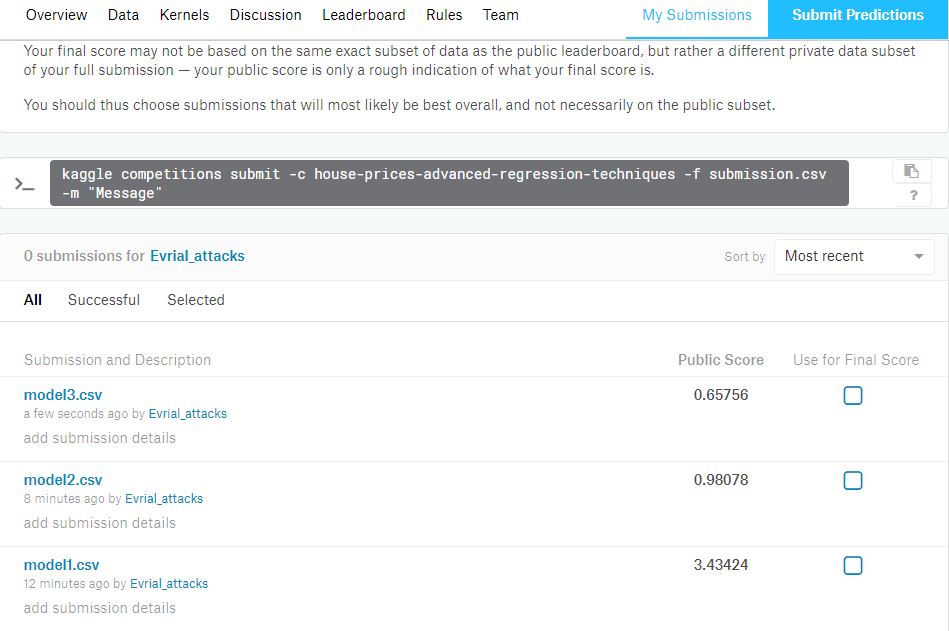 Overview Data Kernels Discussion Leaderboard Rules Team My Submissions Submit Predictions
Your final score may not be based on the same exact subset of data as the public leaderboard, but rather a different private data subset
of your full submission — your public score is only a rough indication of what your final score is.
You should thus choose submissions that will most likely be best overall, and not necessarily on the public subset.
>_ kaggle competitions submit -c house-prices-advanced-regression-techniques -f submission.csv
-m "Message"
?
0 submissions for Evrial_attacks Sort by Most recent
All Successful Selected
Submission and Description Public Score Use for Final Score
model3.csv 0.65756
a few seconds ago by Evrial_attacks
add submission details
model2.csv 0.98078
8 minutes ago by Evrial_attacks
add submission details
model1.csv 3.43424
12 minutes ago by Evrial_attacks
add submission details